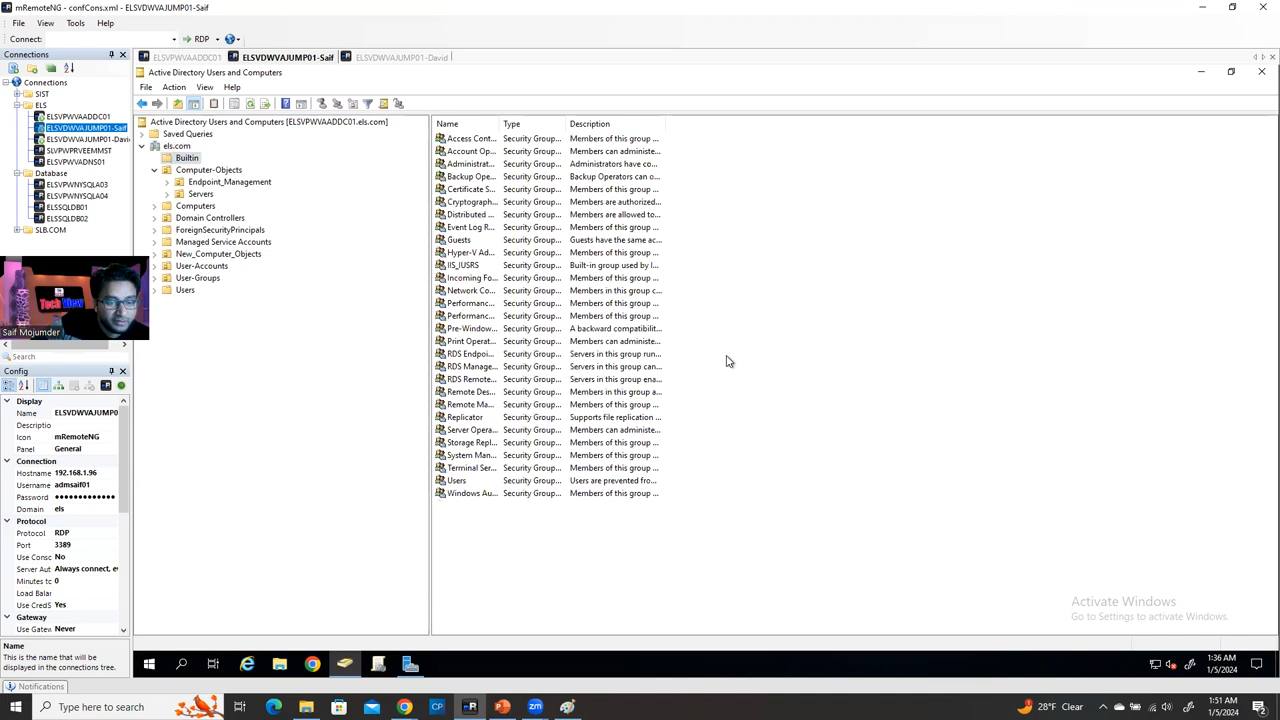 mRemoteNG - confCons.xml - ELSVDWVAJUMP01-Saif
File View Tools Help
Connect: RDP
Connections
ELSVPWVAADDC01 ELSVDWVAJUMP01-Saif ELSVDWVAJUMP01-David
Active Directory Users and Computers
File Action View Help
Connections
SIST
ELS
ELSVPWVAADDC01
ELSVDWVAJUMP01-Saif
ELSVDWVAJUMP01-Davi
SLVPWPRVEEMMST
ELSVPWVADNS01
Database
ELSVPWNYSQLA03
ELSVPWNYSQLA04
ELSSQLDB01
ELSSQLDB02
SLB.COM
Tech View
Saif Mojumder
Search
Config
Display
Name ELSVDWVAJUMP0
Descriptio
Icon mRemoteNG
Panel General
Connection
Hostname 192.168.1.96
Username admsaif01
Password ●●●●●●●●●●●●●
Domain els
Protocol
Protocol RDP
Port 3389
Use Consc No
Server Aut Always connect, ev
Minutes to 0
Load Balar
Use CredS Yes
Gateway
Use Gatew Never
Name
This is the name that will be
displayed in the connections tree.
Notifications
Active Directory Users and Computers [ELSVPWVAADDC01.els.com]
Saved Queries
els.com
Builtin
Computer-Objects
Endpoint_Management
Servers
Computers
Domain Controllers
ForeignSecurityPrincipals
Managed Service Accounts
New_Computer_Objects
User-Accounts
User-Groups
Users
Name Type Description
Access Cont... Security Group... Members of this group ...
Account Op... Security Group... Members can administe...
Administrat... Security Group... Administrators have co...
Backup Ope... Security Group... Backup Operators can o...
Certificate S... Security Group... Members of this group ...
Cryptograph... Security Group... Members are authorized...
Distributed ... Security Group... Members are allowed to...
Event Log R... Security Group... Members of this group ...
Guests Security Group... Guests have the same ac...
Hyper-V Ad... Security Group... Members of this group ...
IIS_IUSRS Security Group... Built-in group used by I...
Incoming Fo... Security Group... Members of this group ...
Network Co... Security Group... Members in this group c...
Performanc... Security Group... Members of this group ...
Performanc... Security Group... Members of this group ...
Pre-Window... Security Group... A backward compatibilit...
Print Operat... Security Group... Members can administe...
RDS Endpoi... Security Group... Servers in this group run...
RDS Manage... Security Group... Servers in this group can...
RDS Remote... Security Group... Servers in this group ena...
Remote Des... Security Group... Members in this group a...
Remote Ma... Security Group... Members of this group ...
Replicator Security Group... Supports file replication ...
Server Opera... Security Group... Members can administe...
Storage Repl... Security Group... Members of this group ...
System Man... Security Group... Members of this group ...
Terminal Ser... Security Group... Members of this group ...
Users Security Group... Users are prevented fro...
Windows Au... Security Group... Members of this group ...
Activate Windows
Go to Settings to activate Windows.
1:36 AM
1/5/2024
Type here to search
28°F Clear
1:51 AM
1/5/2024